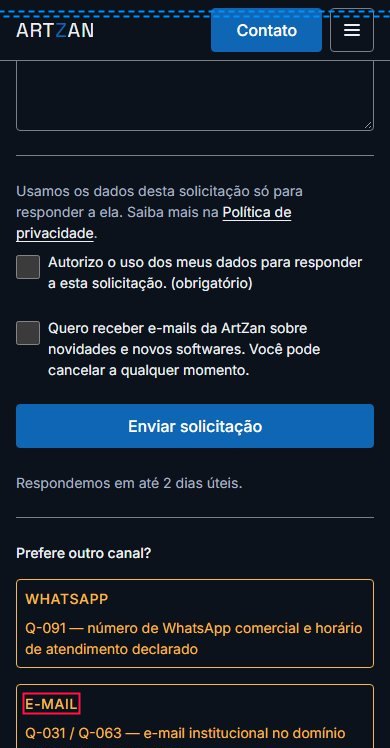 ARTZAN
Contato
Usamos os dados desta solicitação só para
responder a ela. Saiba mais na Política de
privacidade.
Autorizo o uso dos meus dados para responder
a esta solicitação. (obrigatório)
Quero receber e-mails da ArtZan sobre
novidades e novos softwares. Você pode
cancelar a qualquer momento.
Enviar solicitação
Respondemos em até 2 dias úteis.
Prefere outro canal?
WHATSAPP
Q-091 — número de WhatsApp comercial e horário
de atendimento declarado
E-MAIL
Q-031 / Q-063 — e-mail institucional no domínio